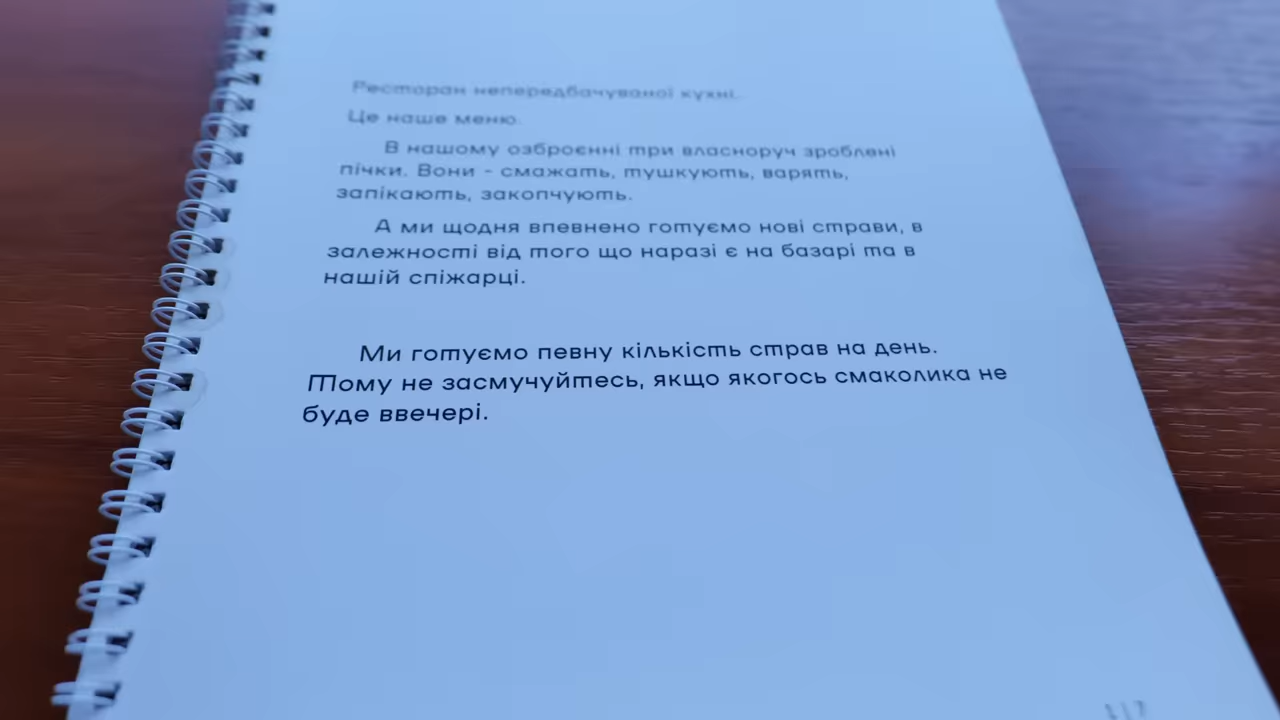 Ресторан непередбачуваної кухні.
Це наше меню.
В нашому озброєнні три власноруч зроблені
пічки. Вони - смажать, тушкують, варять,
запікають, закопчують.
А ми щодня впевнено готуємо нові страви, в
залежності від того що наразі є на базарі та в
нашій спіжарці.
Ми готуємо певну кількість страв на день.
Тому не засмучуйтесь, якщо якогось смаколика не
буде ввечері.